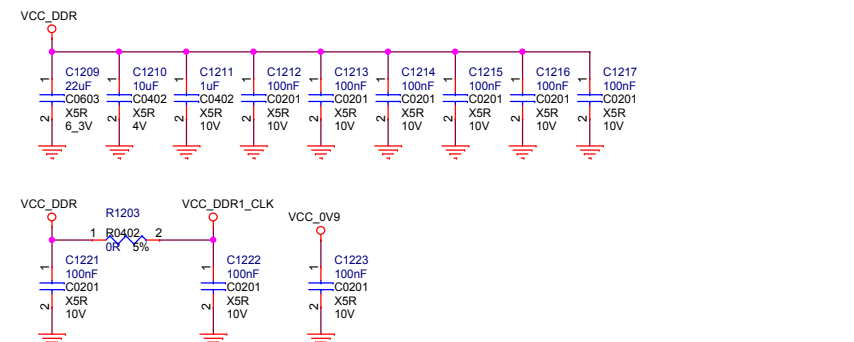 VCC_DDR
1 2 C1209
22uF
C0603
X5R
6_3V
1 2 C1210
10uF
C0402
X5R
4V
1 2 C1211
1uF
C0402
X5R
10V
1 2 C1212
100nF
C0201
X5R
10V
1 2 C1213
100nF
C0201
X5R
10V
1 2 C1214
100nF
C0201
X5R
10V
1 2 C1215
100nF
C0201
X5R
10V
1 2 C1216
100nF
C0201
X5R
10V
1 2 C1217
100nF
C0201
X5R
10V
VCC_DDR
R1203
1 R0402 2
0R 5%
VCC_DDR1_CLK
VCC_0V9
1 2 C1221
100nF
C0201
X5R
10V
1 2 C1222
100nF
C0201
X5R
10V
1 2 C1223
100nF
C0201
X5R
10V